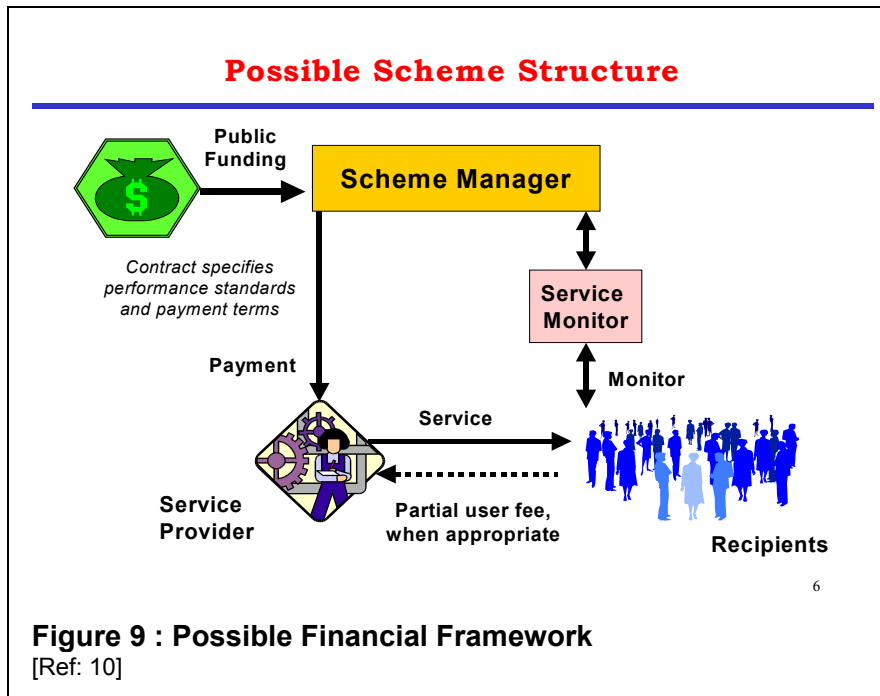 Possible Scheme Structure
Public
Funding
Scheme Manager
$
Contract specifies
performance standards
and payment terms
Service
Monitor
Payment
Monitor
Service
Service
Provider
Partial user fee,
when appropriate
Recipients
6
Figure 9 : Possible Financial Framework
[Ref: 10]